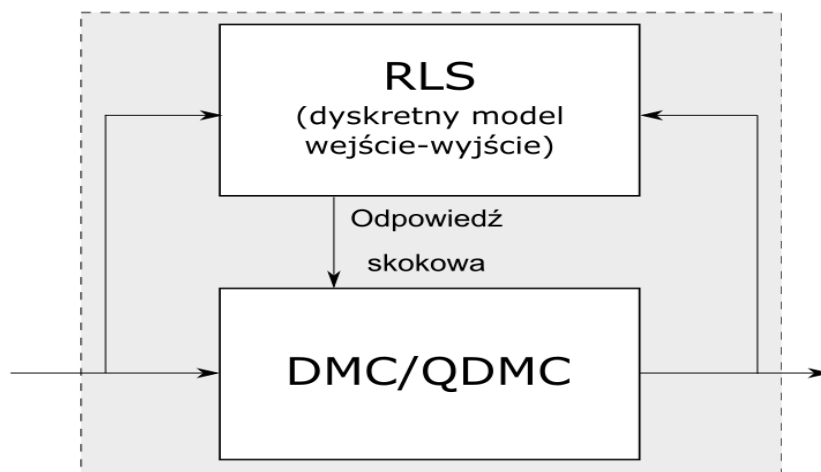 RLS
(dyskretny model
wejście-wyjście)
Odpowiedź
skokowa
DMC/QDMC